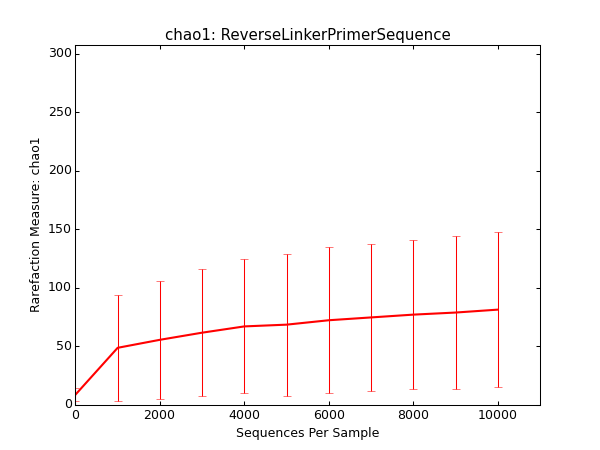 chao1: ReverseLinkerPrimerSequence
300
250
200
150
100
50
0
Rarefaction Measure: chao1
0 2000 4000 6000 8000 10000
Sequences Per Sample